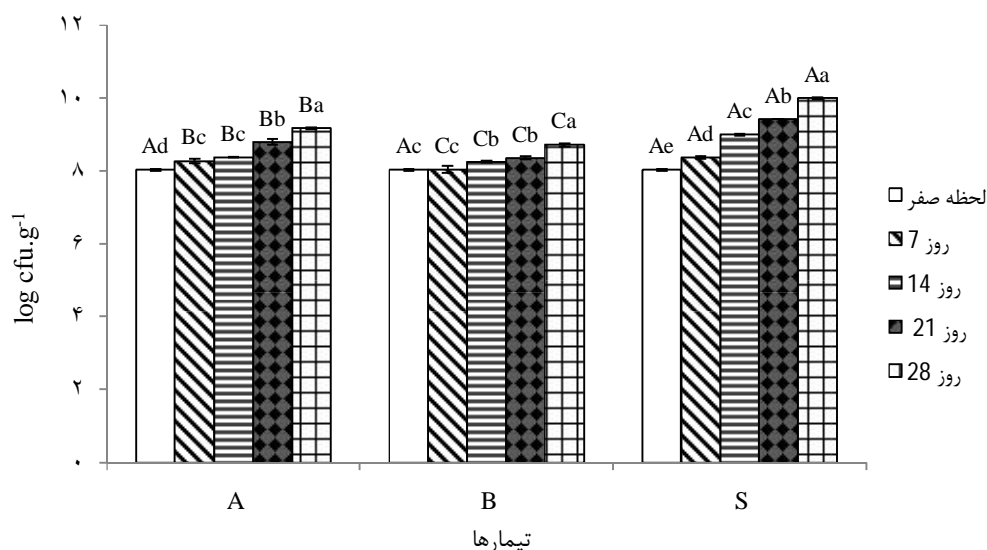 ۱۲
۱۰
۸
۶
۴
۲
۰
log cfu.g⁻¹
Ad Bc Bc Bb Ba
Ac Cc Cb Cb Ca
Ae Ad Ac Ab Aa
A B S
تیمارها
لحظه صفر
روز 7
روز 14
روز 21
روز 28